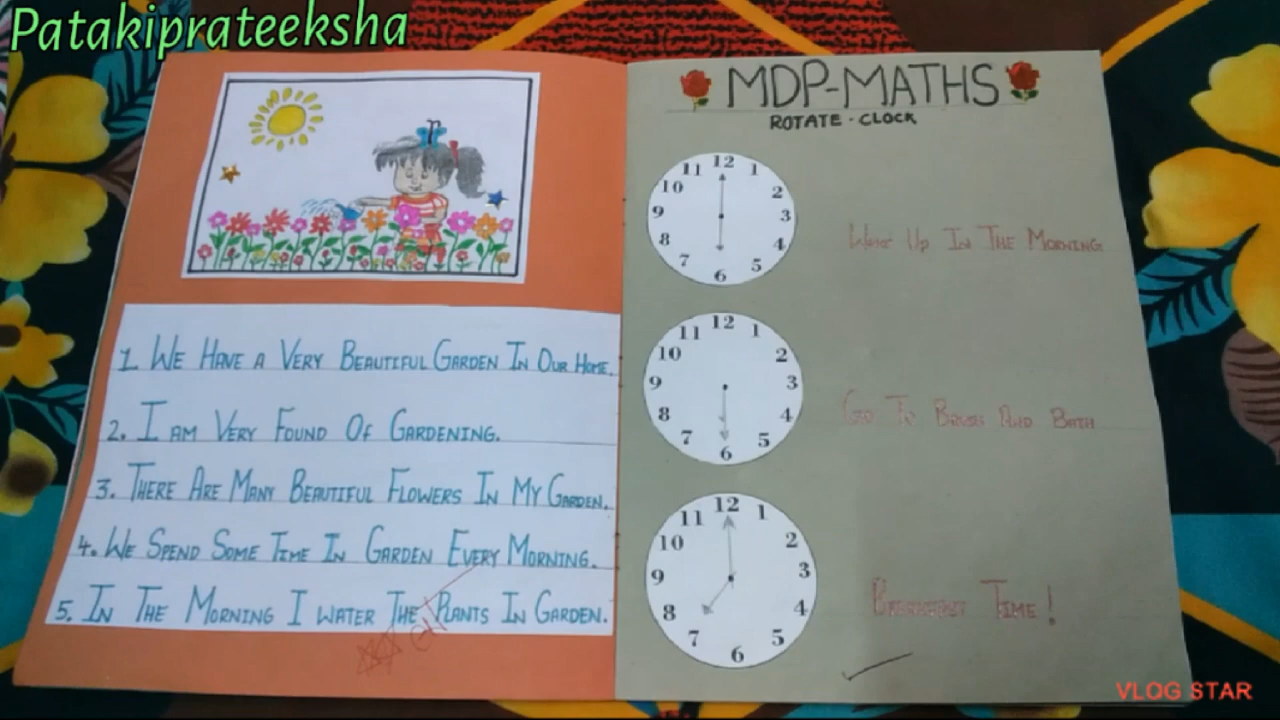 Patakiprateeksha
1. WE HAVE A VERY BEAUTIFUL GARDEN IN OUR HOME.
2. I AM VERY FOUND OF GARDENING.
3. THERE ARE MANY BEAUTIFUL FLOWERS IN MY GARDEN.
4. WE SPEND SOME TIME IN GARDEN EVERY MORNING.
5. IN THE MORNING I WATER THE PLANTS IN GARDEN.
MDP-MATHS
ROTATE · CLOCK
12 1 2 3 4 5 6 7 8 9 10 11
WAKE UP IN THE MORNING
12 1 2 3 4 5 6 7 8 9 10 11
GO TO BRUSH AND BATH
12 1 2 3 4 5 6 7 8 9 10 11
BREAKFAST TIME!
VLOG STAR